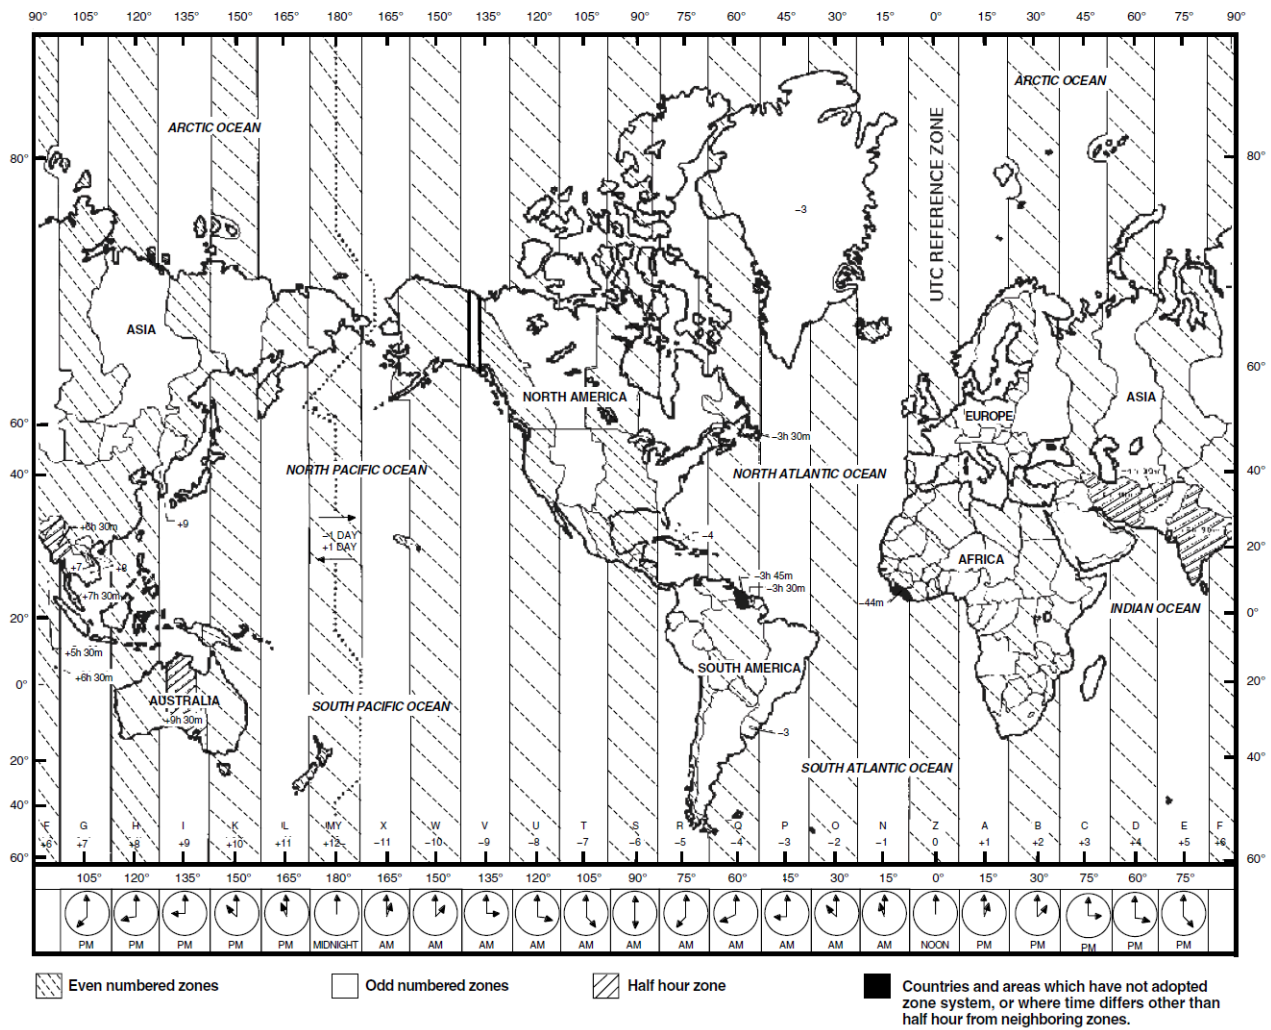 90° 105° 120° 135° 150° 165° 180° 165° 150° 135° 120° 105° 90° 75° 60° 45° 30° 15° 0° 15° 30° 45° 60° 75° 90°
ARCTIC OCEAN
ARCTIC OCEAN
UTC REFERENCE ZONE
80°
80°
−3
ASIA
60°
NORTH AMERICA
ASIA
EUROPE
60°
−3h 30m
NORTH PACIFIC OCEAN
NORTH ATLANTIC OCEAN
40°
40°
+9
+6h 30m
−1 DAY
+1 DAY
−4
20°
+7
+8
AFRICA
−3h 45m
−3h 30m
+7h 30m
−44m
INDIAN OCEAN
0°
20°
+5h 30m
+6h 30m
SOUTH AMERICA
0°
20°
AUSTRALIA
+9h 30m
SOUTH PACIFIC OCEAN
−3
20°
40°
SOUTH ATLANTIC OCEAN
40°
F G H I K L MY X W V U T S R Q P O N Z A B C D E F
+6 +7 +8 +9 +10 +11 +12 −11 −10 −9 −8 −7 −6 −5 −4 −3 −2 −1 0 +1 +2 +3 +4 +5 +6
60°
60°
105° 120° 135° 150° 165° 180° 165° 150° 135° 120° 105° 90° 75° 60° 45° 30° 15° 0° 15° 30° 45° 60° 75°
PM PM PM PM PM MIDNIGHT AM AM AM AM AM AM AM AM AM AM AM NOON PM PM PM PM PM
Even numbered zones
Odd numbered zones
Half hour zone
Countries and areas which have not adopted
zone system, or where time differs other than
half hour from neighboring zones.